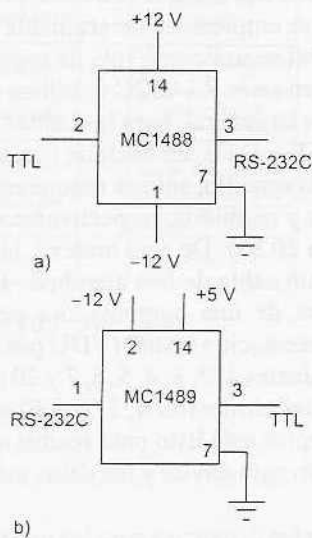 +12 V
14
2
MC1488
3
TTL
RS-232C
7
1
−12 V
a)
−12 V
+5 V
2
14
1
MC1489
3
RS-232C
TTL
7
b)